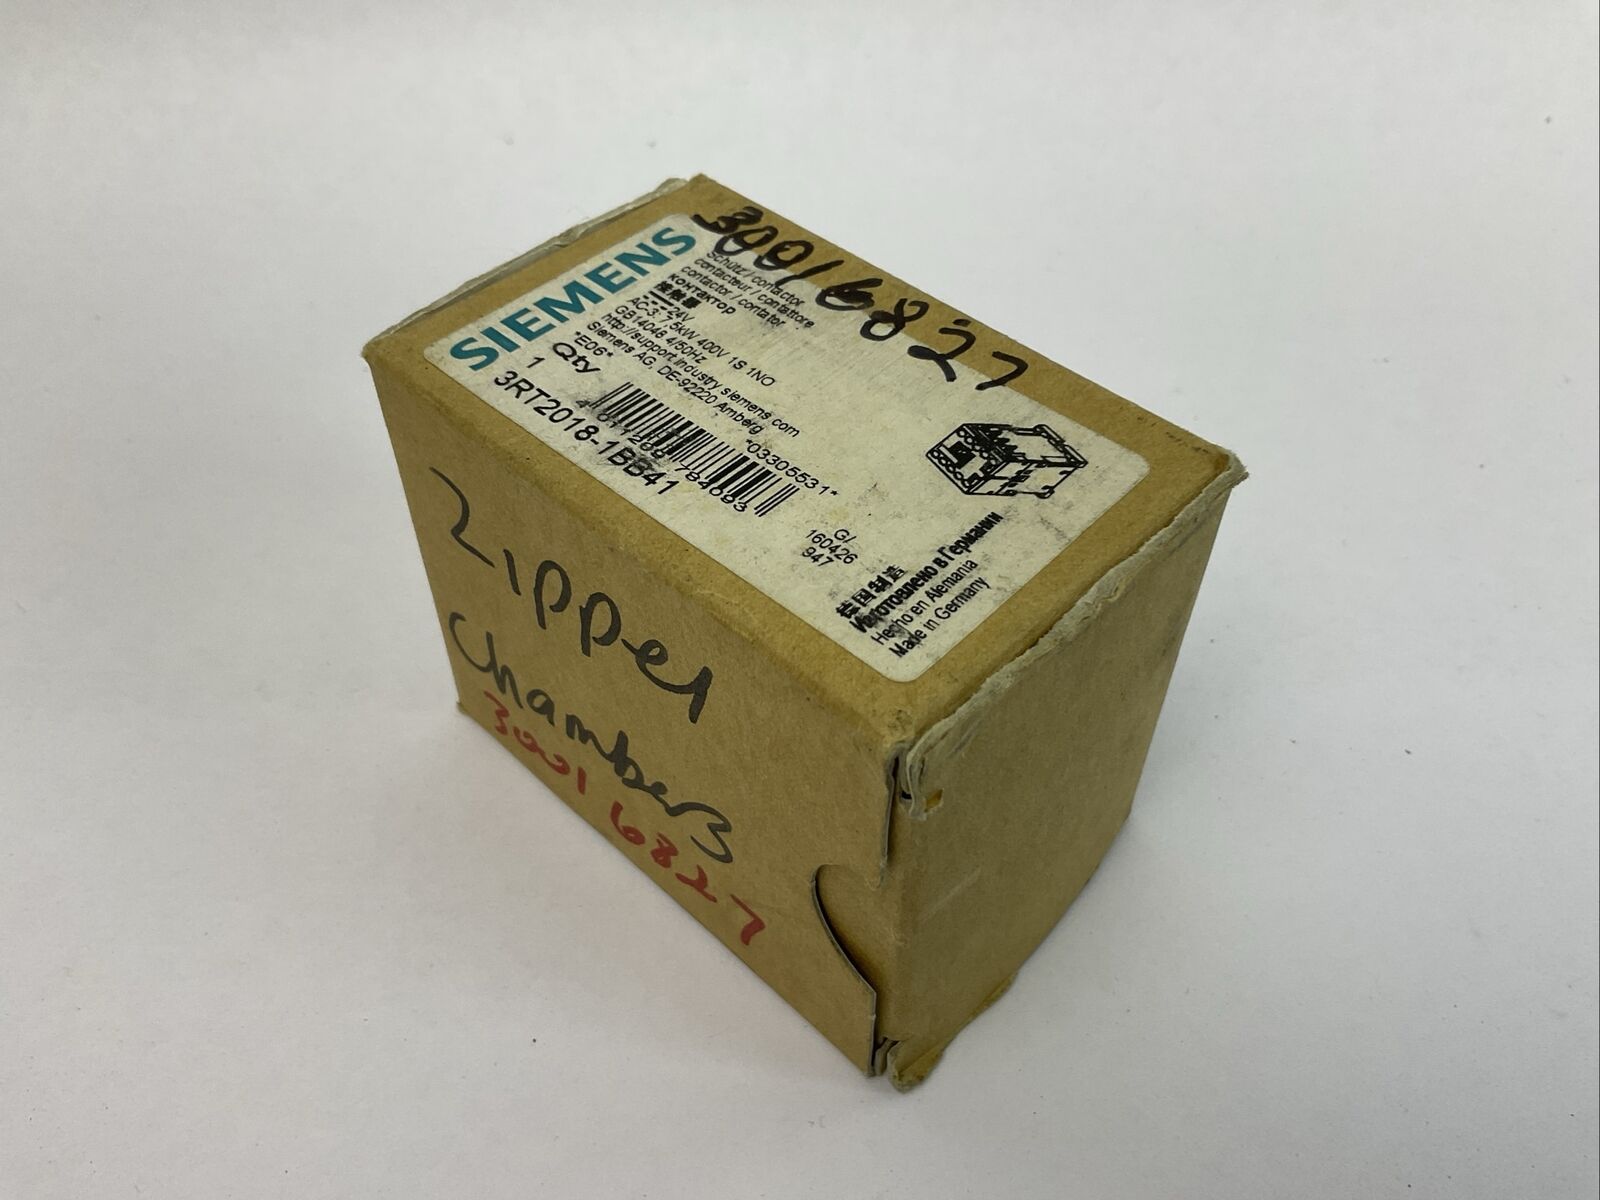 30016827
SIEMENS
Schütz / contactor
contacteur / contattore
contactor / contator
контактор
接触器
24V
AC-3: 7,5kW 400V 1S 1NO
GB14048.4/50Hz
http://support.industry.siemens.com
Siemens AG, DE-92220 Amberg
*E06*
*03305531*
Qty
1
3RT2018-1BB41
G/
160426
947
德国制造
Изготовлено в Германии
Hecho en Alemania
Made in Germany
Zipper
Chambers
30016827